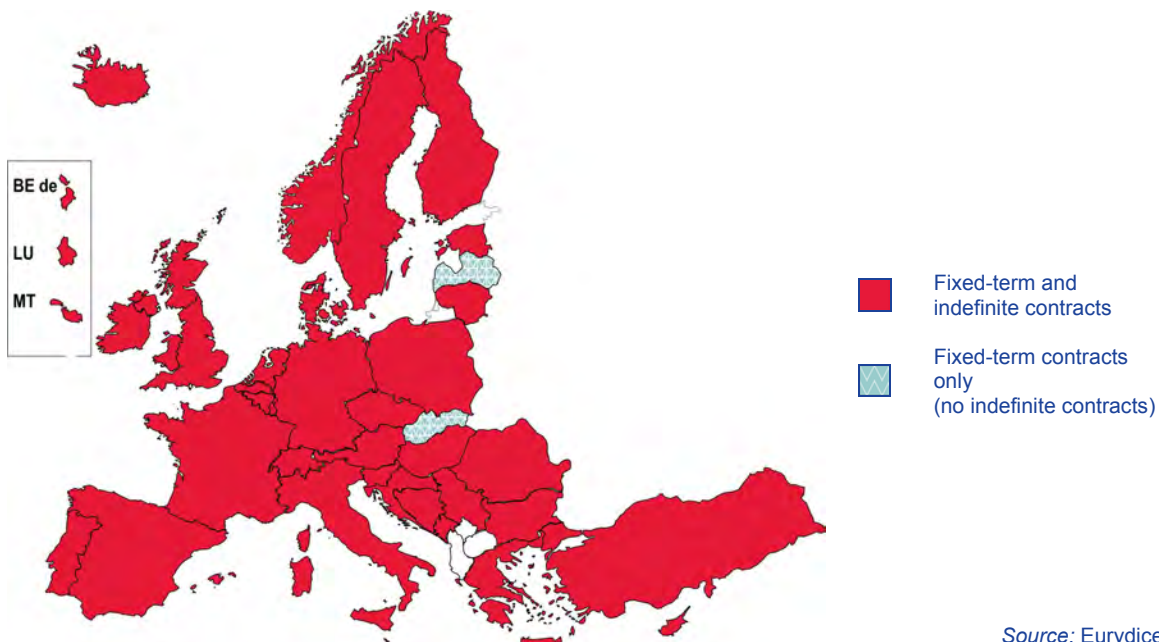 BE de
LU
MT
Fixed-term and
indefinite contracts
Fixed-term contracts
only
(no indefinite contracts)
Source: Eurydice